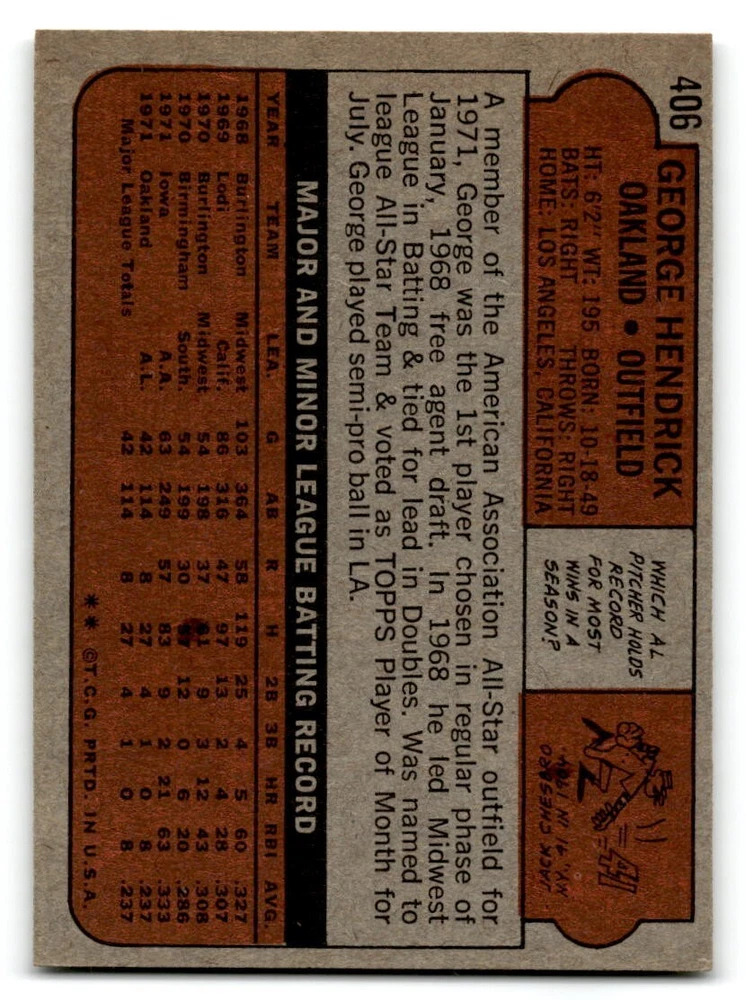 406
GEORGE HENDRICK
OAKLAND • OUTFIELD
HT: 6'2" WT: 195 BORN: 10-18-49
BATS: RIGHT THROWS: RIGHT
HOME: LOS ANGELES, CALIFORNIA
WHICH AL
PITCHER HOLDS
RECORD
FOR MOST
WINS IN A
SEASON?
JACK CHESBRO
N.Y. 41 IN 1904.
A member of the American Association All-Star outfield for
1971, George was the 1st player chosen in regular phase of
January, 1968 free agent draft. In 1968 he led Midwest
League in Batting & tied for lead in Doubles. Was named to
league All-Star Team & voted as TOPPS Player of Month for
July. George played semi-pro ball in LA.
MAJOR AND MINOR LEAGUE BATTING RECORD
YEAR TEAM LEA. G AB R H 2B 3B HR RBI AVG.
1968 Burlington Midwest 103 364 58 119 25 4 5 60 .327
1969 Lodi Calif. 86 316 47 97 13 2 4 28 .307
1970 Burlington Midwest 54 198 37 61 9 3 12 43 .308
1970 Birmingham South. 54 199 30 12 0 6 20 .286
1971 Iowa A.A. 63 249 57 83 9 2 21 63 .333
1971 Oakland A.L. 42 114 8 27 4 1 0 8 .237
Major League Totals 42 114 8 27 4 1 0 8 .237
** ©T.C.G. PRTD. IN U.S.A.